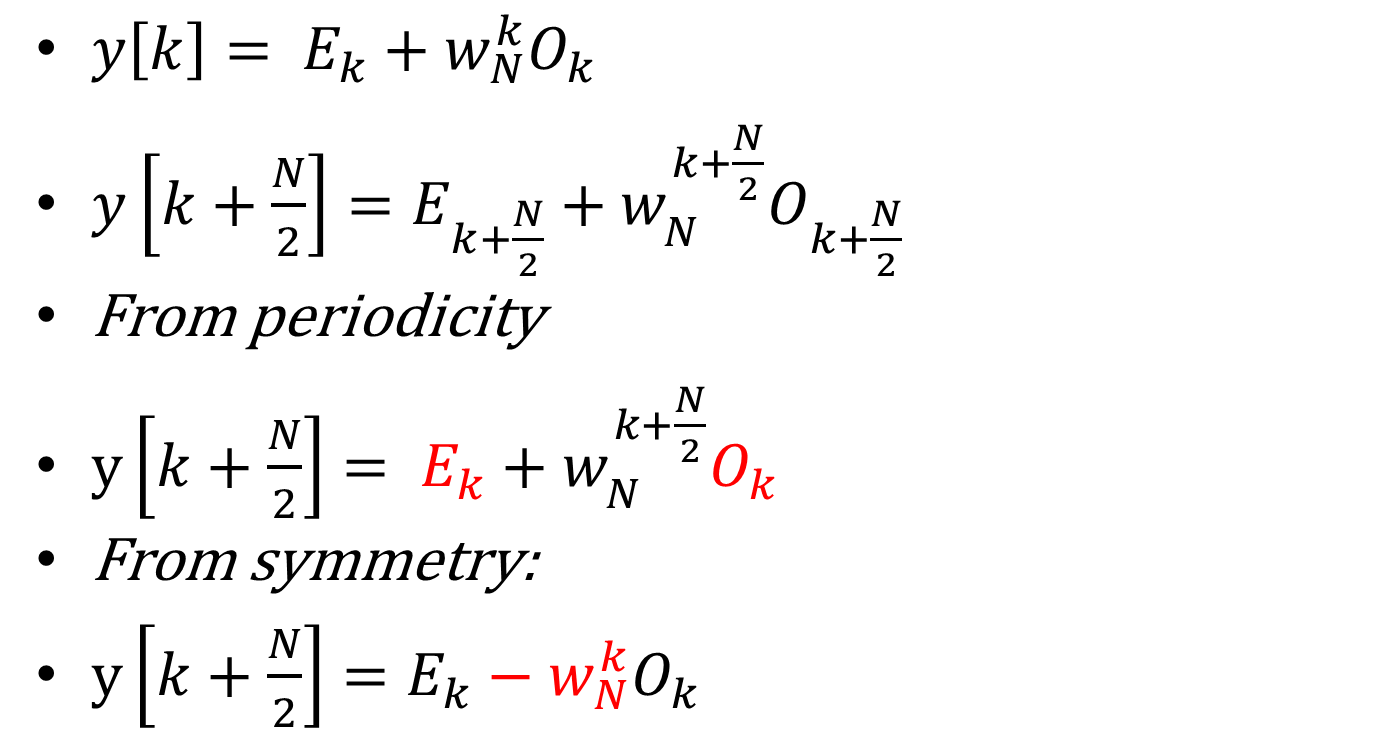 • y[k] = E_k + w_N^k O_k
• y[k + N/2] = E_{k+N/2} + w_N^{k+N/2} O_{k+N/2}
• From periodicity
• y[k + N/2] = E_k + w_N^{k+N/2} O_k
• From symmetry:
• y[k + N/2] = E_k − w_N^k O_k